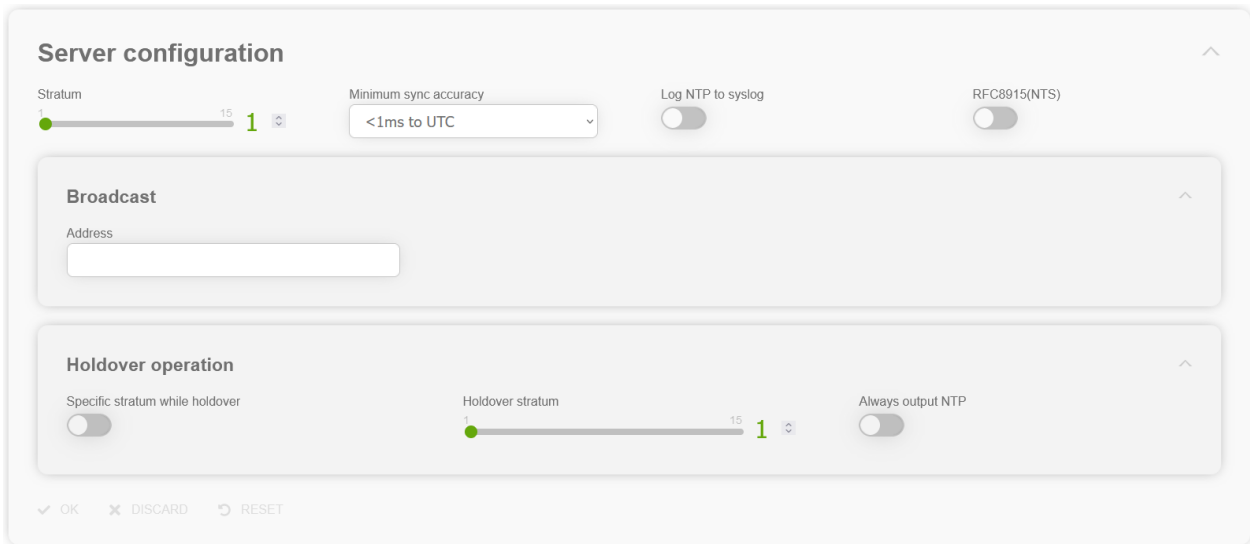 Server configuration
Stratum
Minimum sync accuracy
Log NTP to syslog
RFC8915(NTS)
1
15
1
<1ms to UTC
Broadcast
Address
Holdover operation
Specific stratum while holdover
Holdover stratum
Always output NTP
1
15
1
OK
DISCARD
RESET